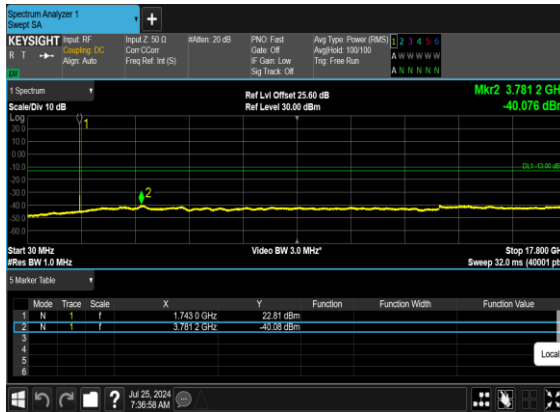 Spectrum Analyzer 1
Swept SA
KEYSIGHT Input: RF Input Z: 50 Ω #Atten: 20 dB PNO: Fast Avg Type: Power (RMS) 1 2 3 4 5 6
R T Coupling: DC Corr CCorr Gate: Off Avg|Hold: 100/100 A W W W W W
Align: Auto Freq Ref: Int (S) IF Gain: Low Trig: Free Run
Sig Track: Off A N N N N N
1 Spectrum
Ref Lvl Offset 25.60 dB Mkr2 3.781 2 GHz
Scale/Div 10 dB Ref Level 30.00 dBm -40.076 dBm
Log
20.0
10.0
0.00
-10.0
-20.0
-30.0
-40.0
-50.0
-60.0
1
2
DL1 -13.00 dB
Start 30 MHz Video BW 3.0 MHz* Stop 17.800 GH
#Res BW 1.0 MHz Sweep 32.0 ms (40001 pt
5 Marker Table
Mode Trace Scale X Y Function Function Width Function Value
1 N 1 f 1.743 0 GHz 22.81 dBm
2 N 1 f 3.781 2 GHz -40.08 dBm
3
4
5
6
Local
?
Jul 25, 2024
7:36:58 AM